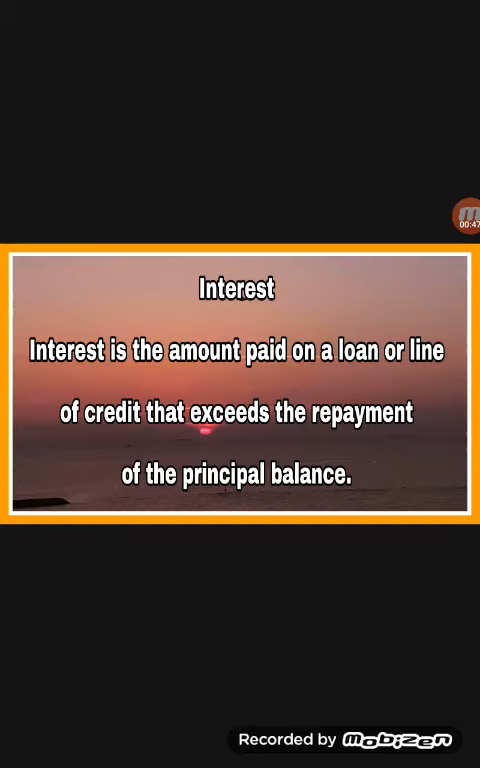 00:47
Interest
Interest is the amount paid on a loan or line
of credit that exceeds the repayment
of the principal balance.
Recorded by mobizen